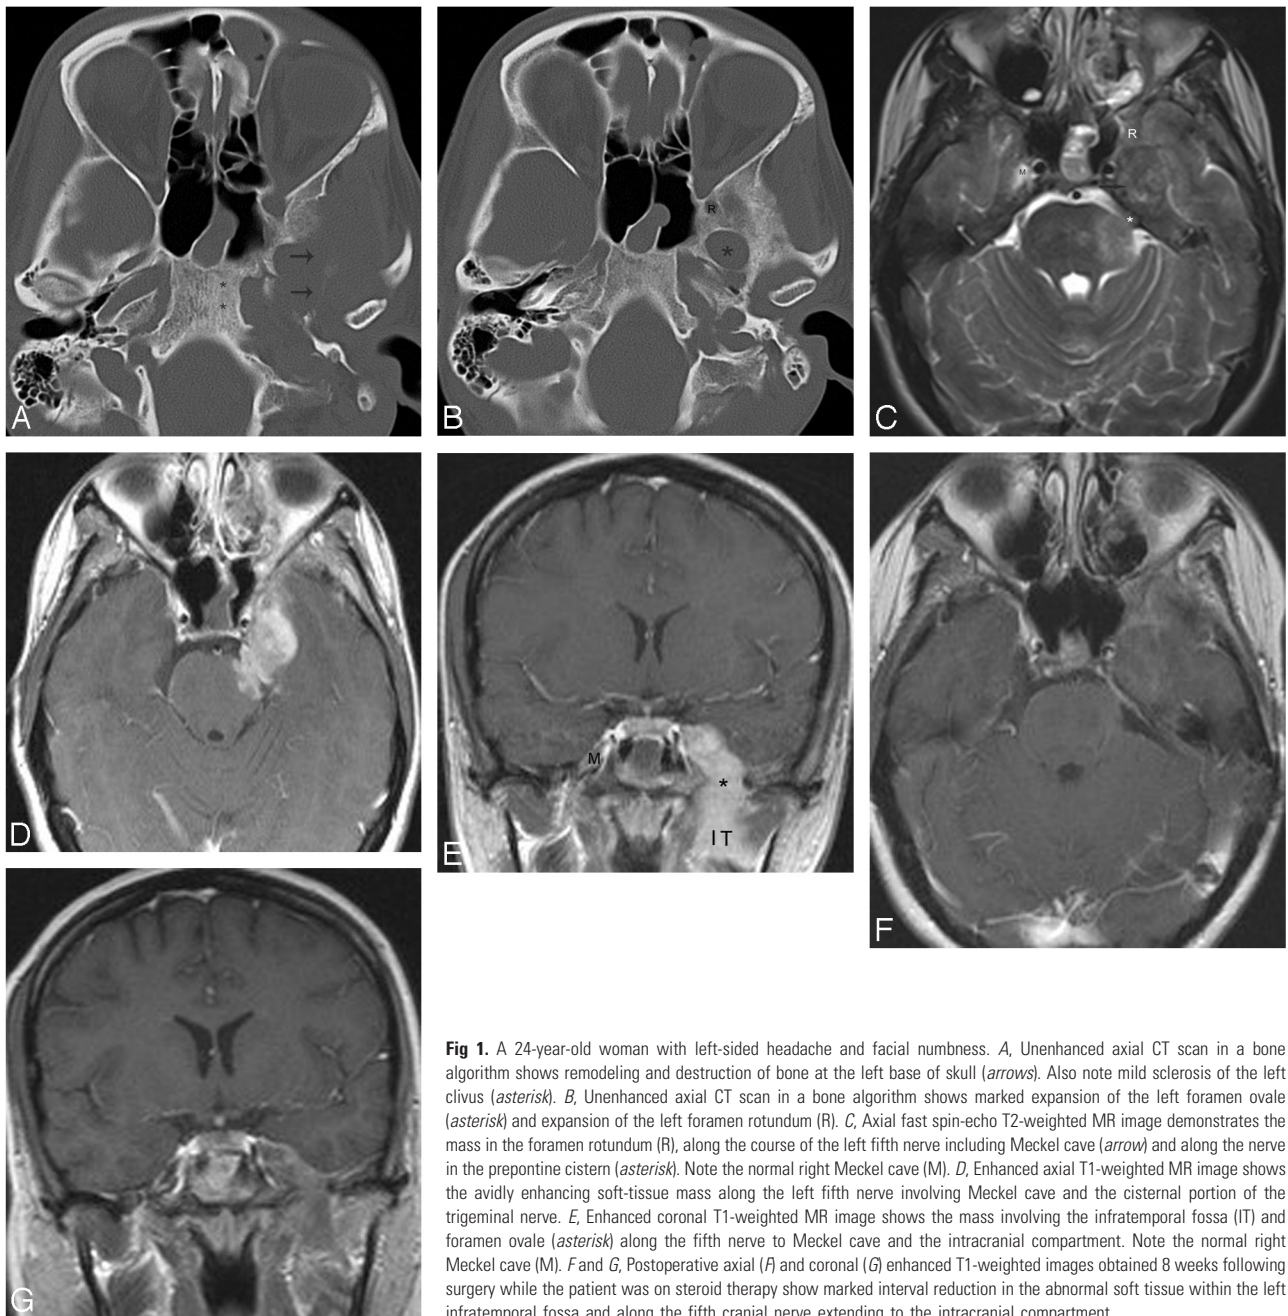 A
B
R
*
C
R
M
*
D
E
M
*
IT
F
G
Fig 1. A 24-year-old woman with left-sided headache and facial numbness. A, Unenhanced axial CT scan in a bone
algorithm shows remodeling and destruction of bone at the left base of skull (arrows). Also note mild sclerosis of the left
clivus (asterisk). B, Unenhanced axial CT scan in a bone algorithm shows marked expansion of the left foramen ovale
(asterisk) and expansion of the left foramen rotundum (R). C, Axial fast spin-echo T2-weighted MR image demonstrates the
mass in the foramen rotundum (R), along the course of the left fifth nerve including Meckel cave (arrow) and along the nerve
in the prepontine cistern (asterisk). Note the normal right Meckel cave (M). D, Enhanced axial T1-weighted MR image shows
the avidly enhancing soft-tissue mass along the left fifth nerve involving Meckel cave and the cisternal portion of the
trigeminal nerve. E, Enhanced coronal T1-weighted MR image shows the mass involving the infratemporal fossa (IT) and
foramen ovale (asterisk) along the fifth nerve to Meckel cave and the intracranial compartment. Note the normal right
Meckel cave (M). F and G, Postoperative axial (F) and coronal (G) enhanced T1-weighted images obtained 8 weeks following
surgery while the patient was on steroid therapy show marked interval reduction in the abnormal soft tissue within the left
infratemporal fossa and along the fifth cranial nerve extending to the intracranial compartment.